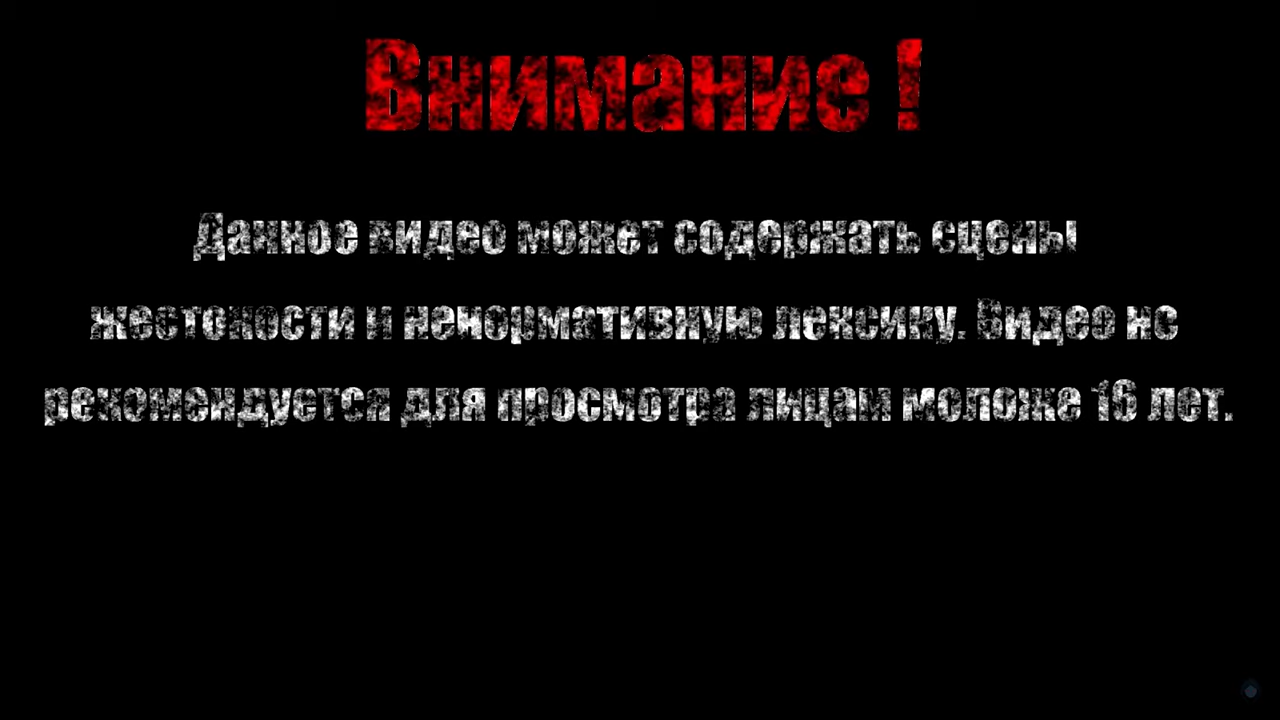 Внимание !
Данное видео может содержать сцены
жестокости и ненормативную лексику. Видео не
рекомендуется для просмотра лицам моложе 16 лет.